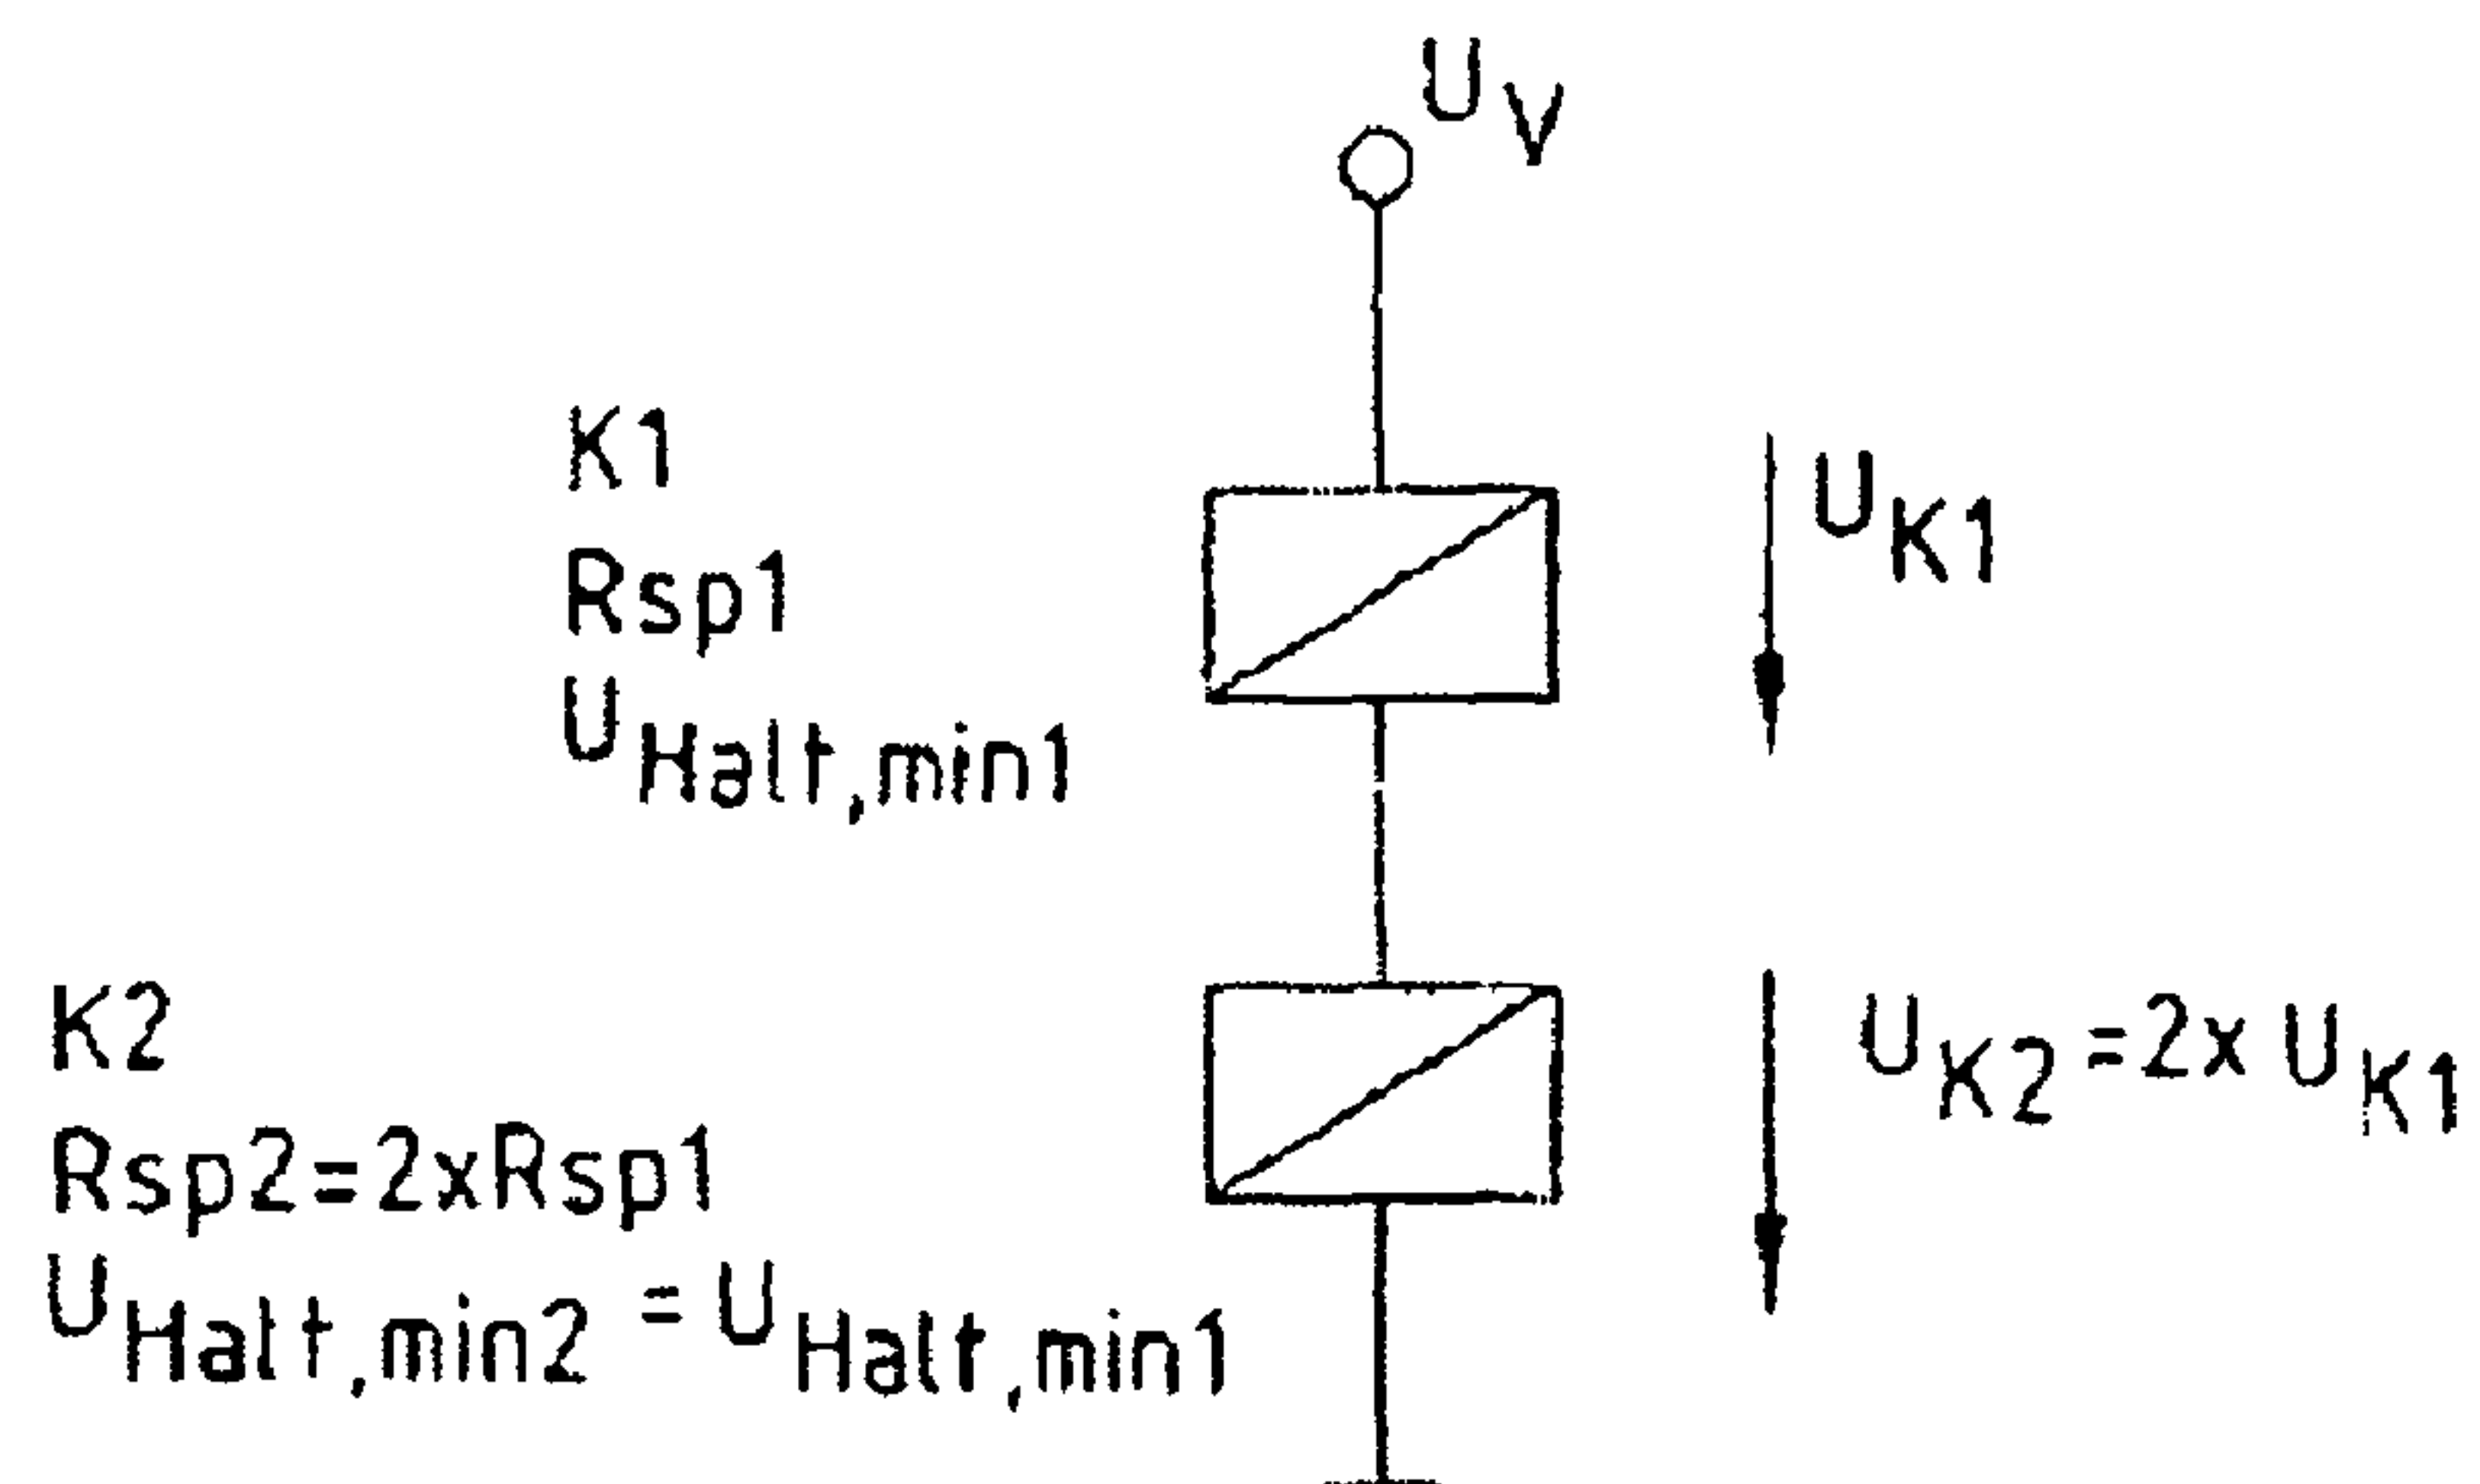 U_V
K1
Rsp1
U_Halt,min1
U_K1
K2
Rsp2=2xRsp1
U_Halt,min2 = U_Halt,min1
U_K2 =2x U_K1